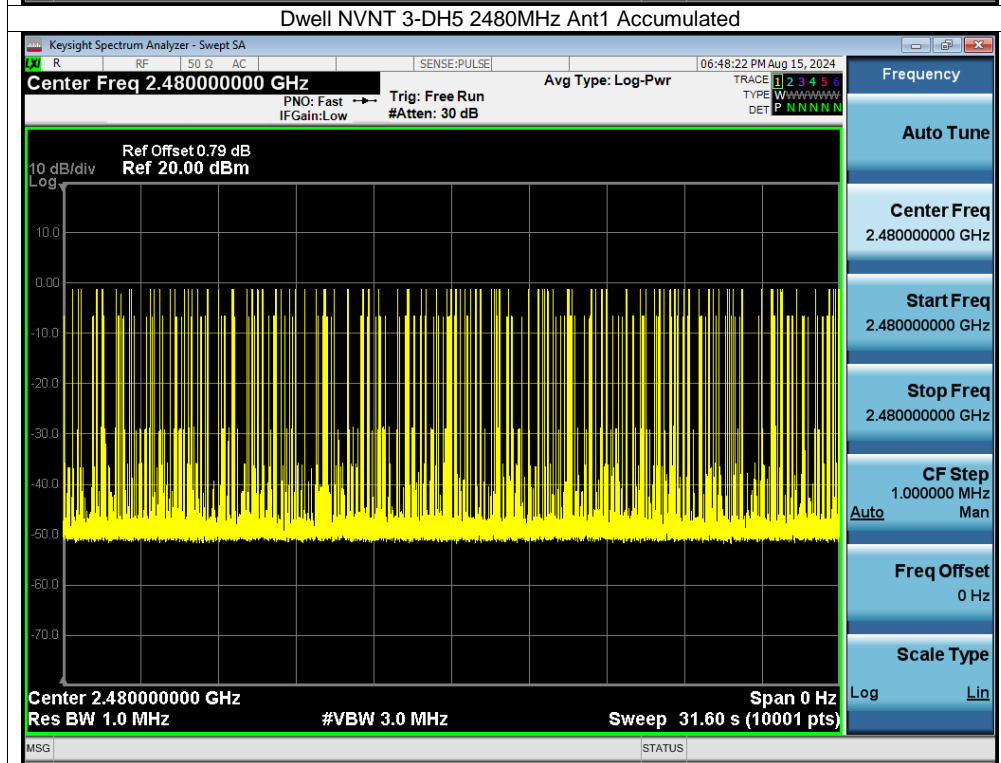 Dwell NVNT 3-DH5 2480MHz Ant1 Accumulated
Keysight Spectrum Analyzer - Swept SA
LXI R RF 50 Ω AC SENSE:PULSE 06:48:22 PM Aug 15, 2024
Center Freq 2.480000000 GHz
PNO: Fast
IFGain:Low
Trig: Free Run
#Atten: 30 dB
Avg Type: Log-Pwr
TRACE 1 2 3 4 5 6
TYPE WWWWWW
DET P N N N N N
Ref Offset 0.79 dB
10 dB/div Ref 20.00 dBm
Log
10.0
0.00
-10.0
-20.0
-30.0
-40.0
-50.0
-60.0
-70.0
Center 2.480000000 GHz Span 0 Hz
Res BW 1.0 MHz #VBW 3.0 MHz Sweep 31.60 s (10001 pts)
MSG STATUS
Frequency
Auto Tune
Center Freq
2.480000000 GHz
Start Freq
2.480000000 GHz
Stop Freq
2.480000000 GHz
CF Step
1.000000 MHz
Auto Man
Freq Offset
0 Hz
Scale Type
Log Lin